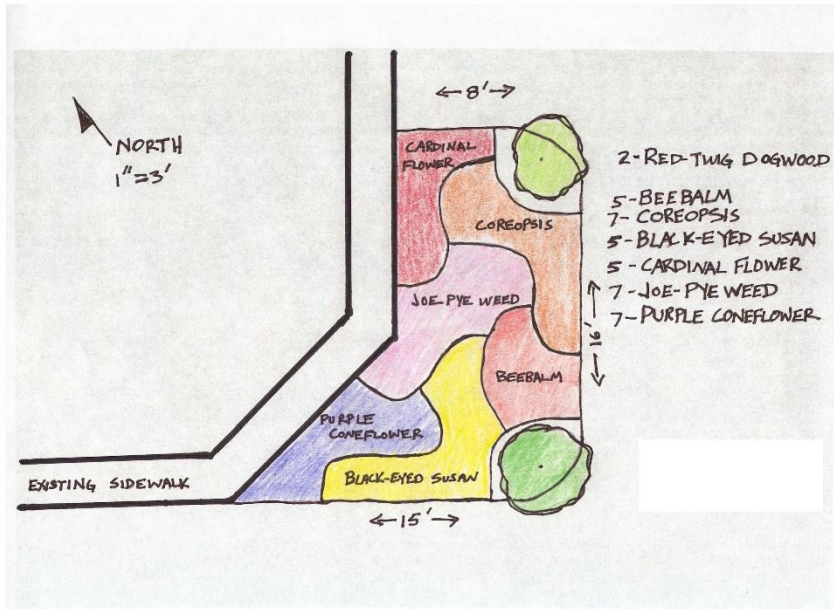 8'
NORTH
1"=3'
CARDINAL
FLOWER
COREOPSIS
JOE-PYE WEED
BEEBALM
PURPLE
CONEFLOWER
BLACK-EYED SUSAN
EXISTING SIDEWALK
15'
16'
2-RED-TWIG DOGWOOD
5-BEEBALM
7-COREOPSIS
5-BLACK-EYED SUSAN
5-CARDINAL FLOWER
7-JOE-PYE WEED
7-PURPLE CONEFLOWER